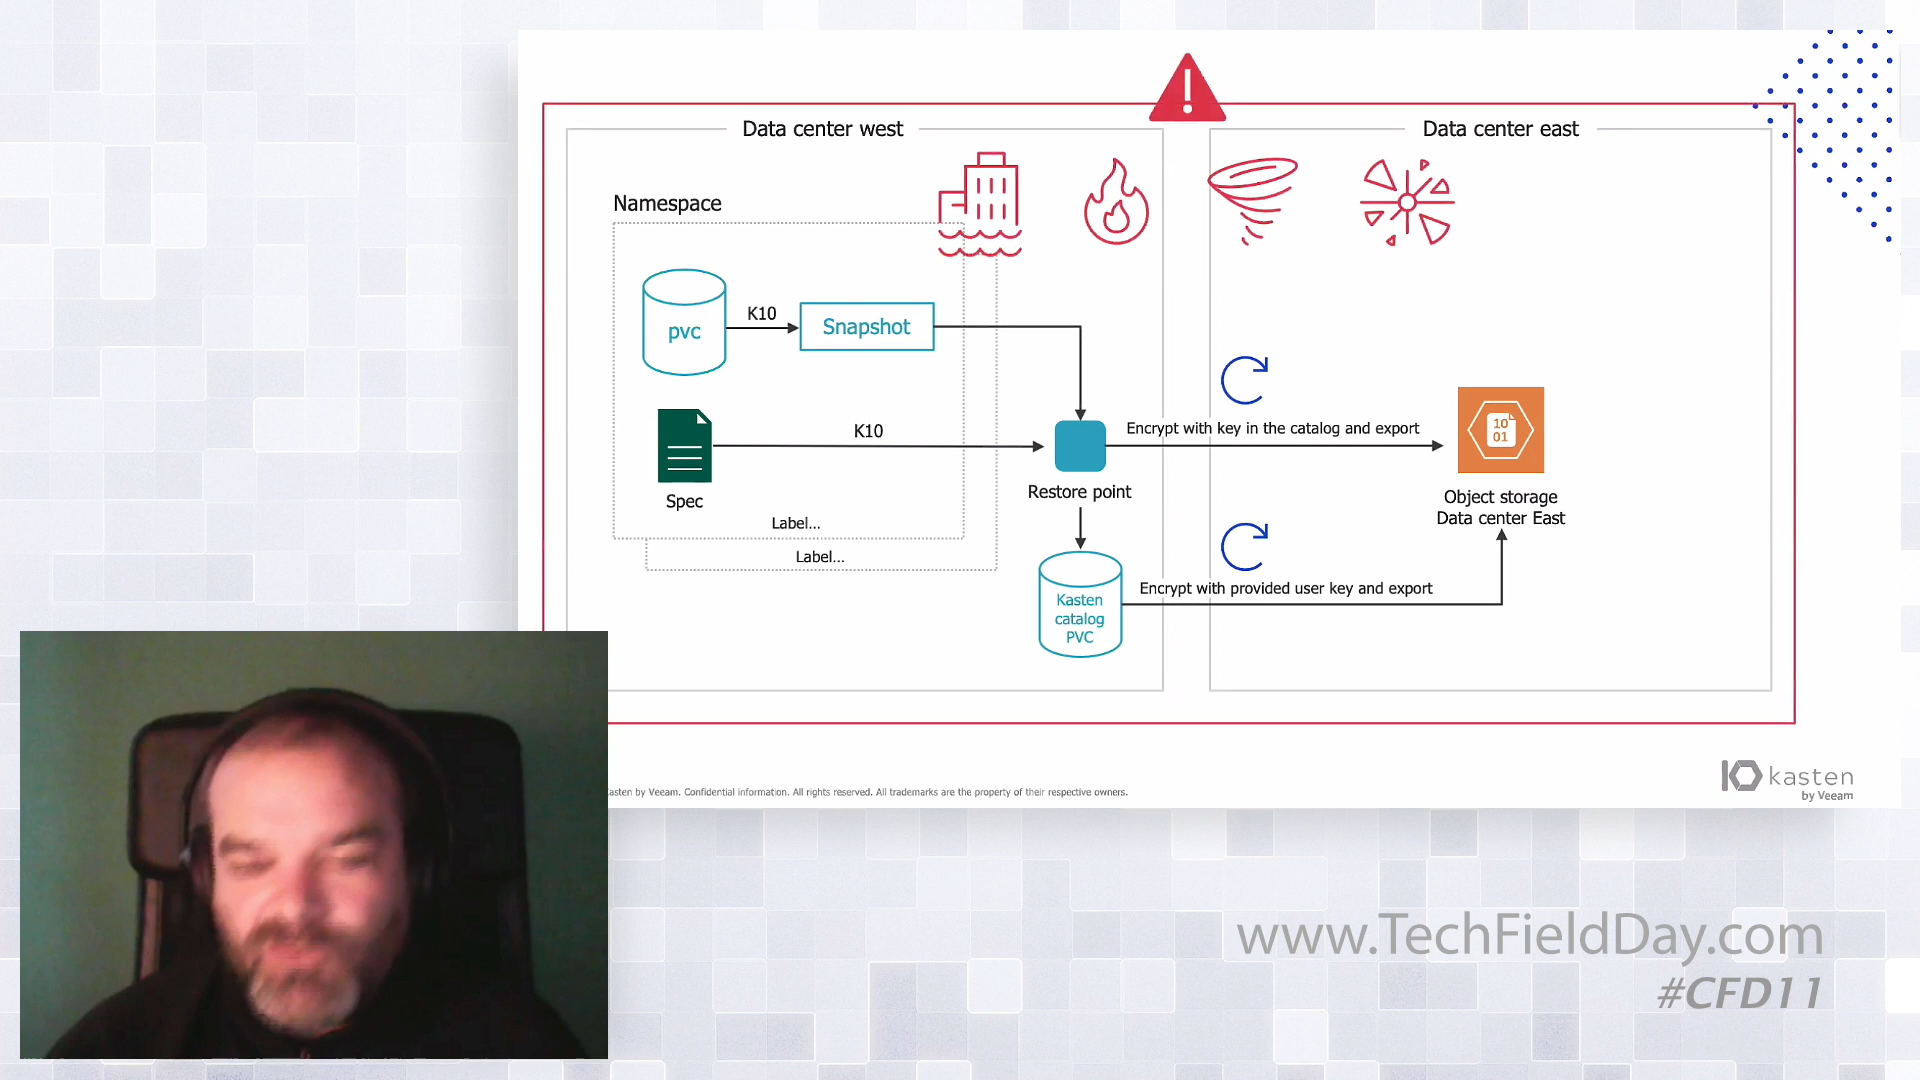 Data center west
Data center east
Namespace
K10
pvc
Snapshot
K10
Encrypt with key in the catalog and export
10
01
Restore point
Spec
Object storage
Data center East
Label...
Label...
Encrypt with provided user key and export
Kasten
catalog
PVC
asten by Veeam. Confidential information. All rights reserved. All trademarks are the property of their respective owners.
kasten
by Veeam
www.TechFieldDay.com
#CFD11